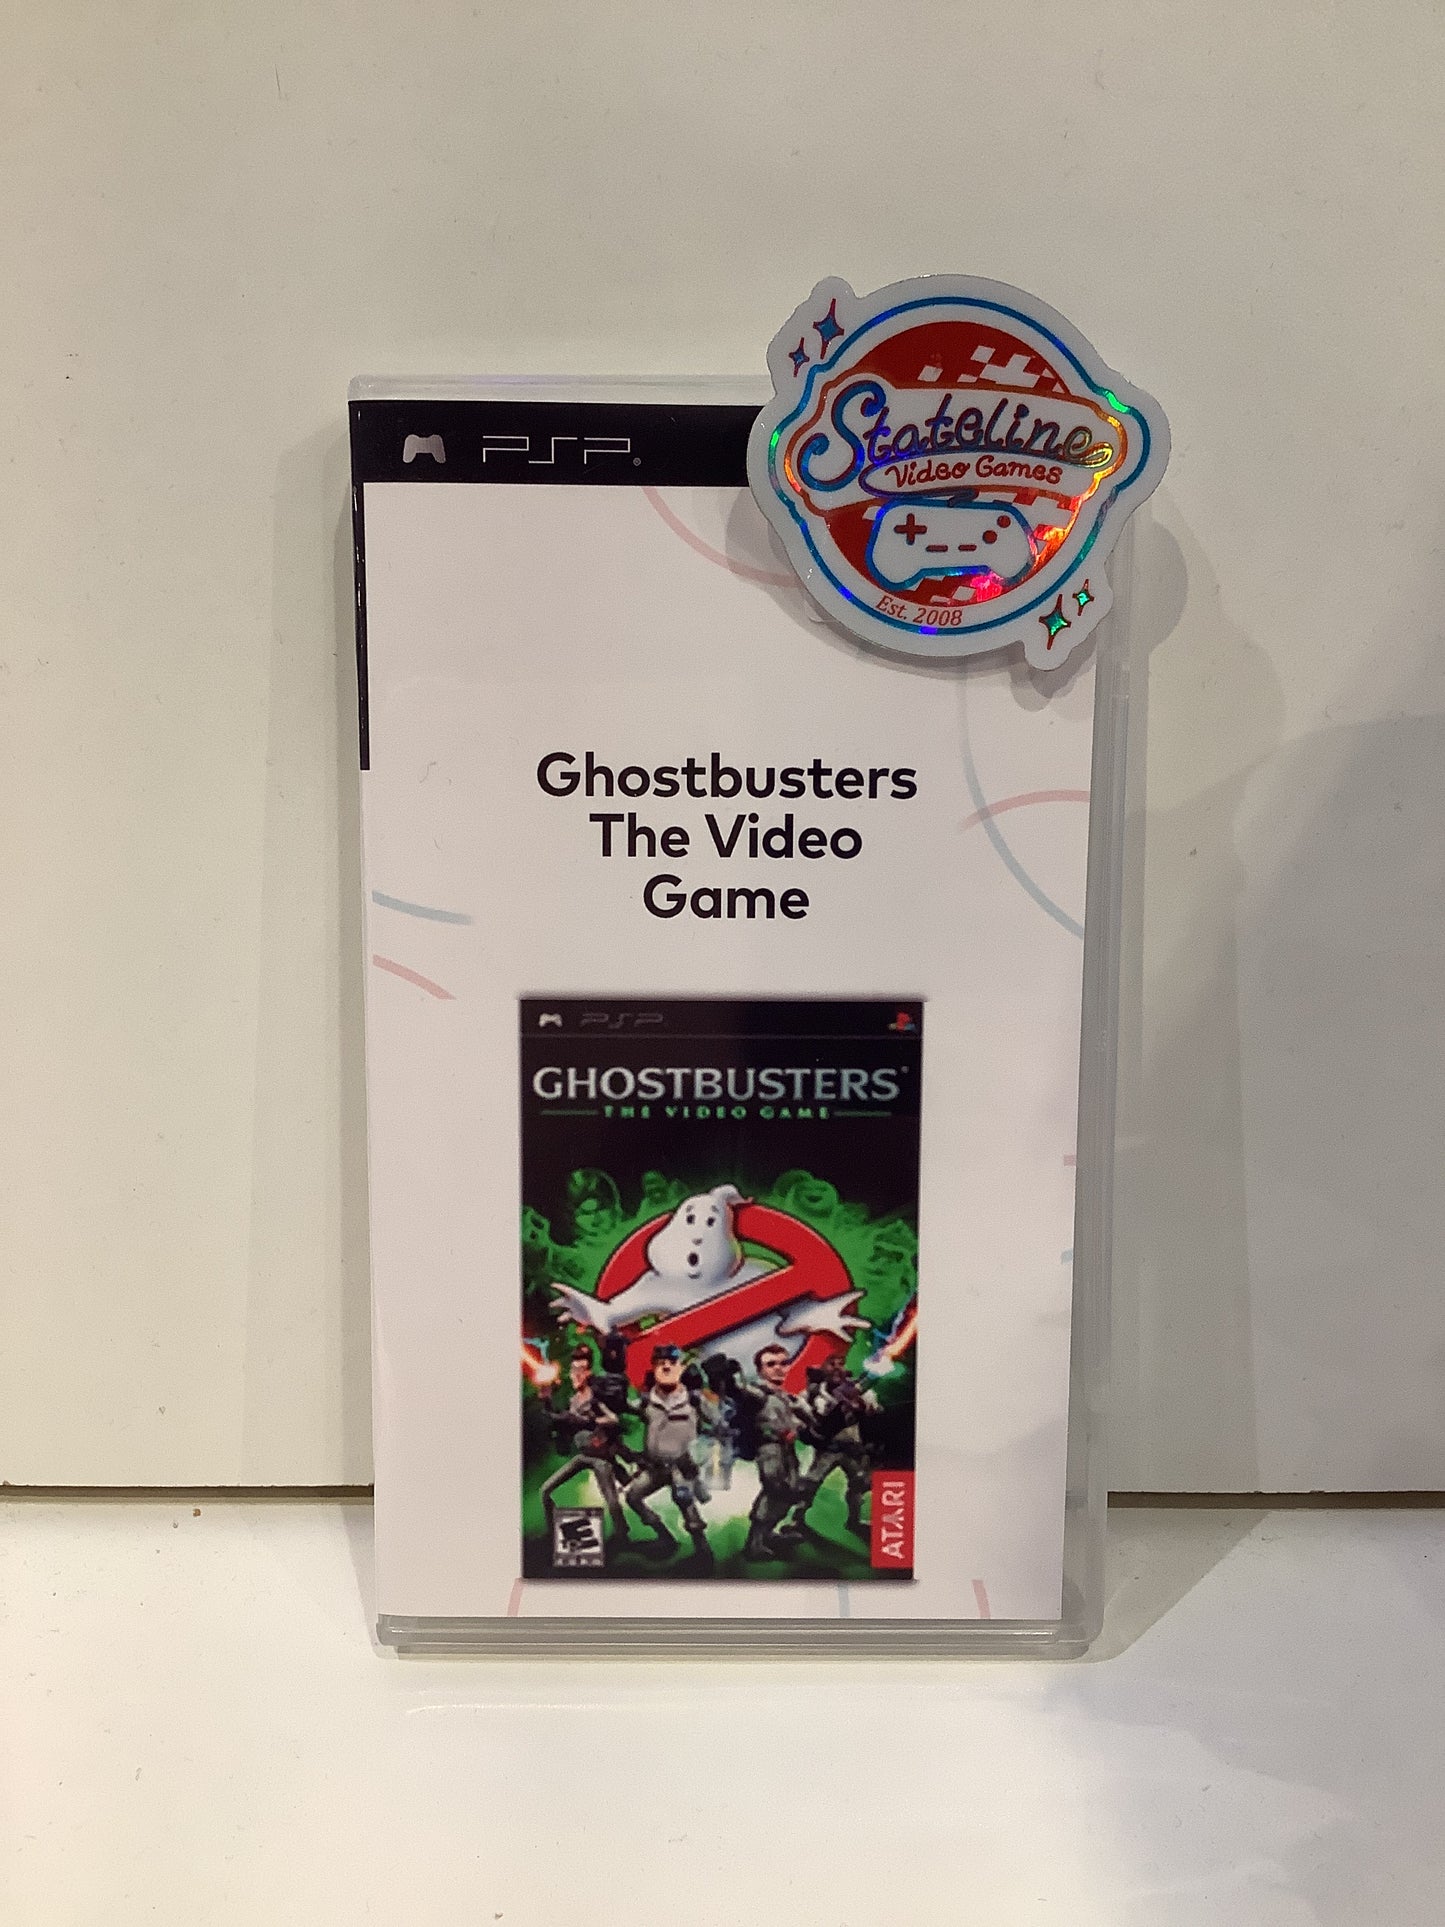 PSP
Stateline
Video Games
Est. 2008
Ghostbusters
The Video
Game
PSP
GHOSTBUSTERS
THE VIDEO GAME
E
ATARI